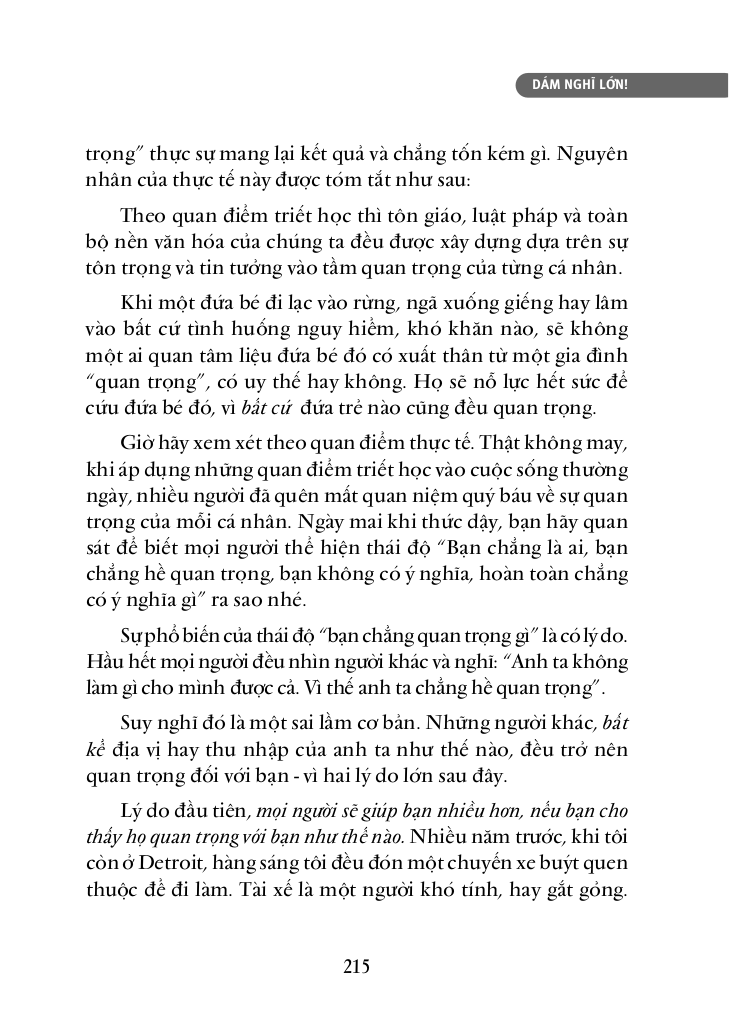 DÁM NGHĨ LỚN!
trọng” thực sự mang lại kết quả và chẳng tốn kém gì. Nguyên
nhân của thực tế này được tóm tắt như sau:
Theo quan điểm triết học thì tôn giáo, luật pháp và toàn
bộ nền văn hóa của chúng ta đều được xây dựng dựa trên sự
tôn trọng và tin tưởng vào tầm quan trọng của từng cá nhân.
Khi một đứa bé đi lạc vào rừng, ngã xuống giếng hay lâm
vào bất cứ tình huống nguy hiểm, khó khăn nào, sẽ không
một ai quan tâm liệu đứa bé đó có xuất thân từ một gia đình
“quan trọng”, có uy thế hay không. Họ sẽ nỗ lực hết sức để
cứu đứa bé đó, vì bất cứ đứa trẻ nào cũng đều quan trọng.
Giờ hãy xem xét theo quan điểm thực tế. Thật không may,
khi áp dụng những quan điểm triết học vào cuộc sống thường
ngày, nhiều người đã quên mất quan niệm quý báu về sự quan
trọng của mỗi cá nhân. Ngày mai khi thức dậy, bạn hãy quan
sát để biết mọi người thể hiện thái độ “Bạn chẳng là ai, bạn
chẳng hề quan trọng, bạn không có ý nghĩa, hoàn toàn chẳng
có ý nghĩa gì” ra sao nhé.
Sự phổ biến của thái độ “bạn chẳng quan trọng gì” là có lý do.
Hầu hết mọi người đều nhìn người khác và nghĩ: “Anh ta không
làm gì cho mình được cả. Vì thế anh ta chẳng hề quan trọng”.
Suy nghĩ đó là một sai lầm cơ bản. Những người khác, bất
kể địa vị hay thu nhập của anh ta như thế nào, đều trở nên
quan trọng đối với bạn - vì hai lý do lớn sau đây.
Lý do đầu tiên, mọi người sẽ giúp bạn nhiều hơn, nếu bạn cho
thấy họ quan trọng với bạn như thế nào. Nhiều năm trước, khi tôi
còn ở Detroit, hàng sáng tôi đều đón một chuyến xe buýt quen
thuộc để đi làm. Tài xế là một người khó tính, hay gắt gỏng.
215